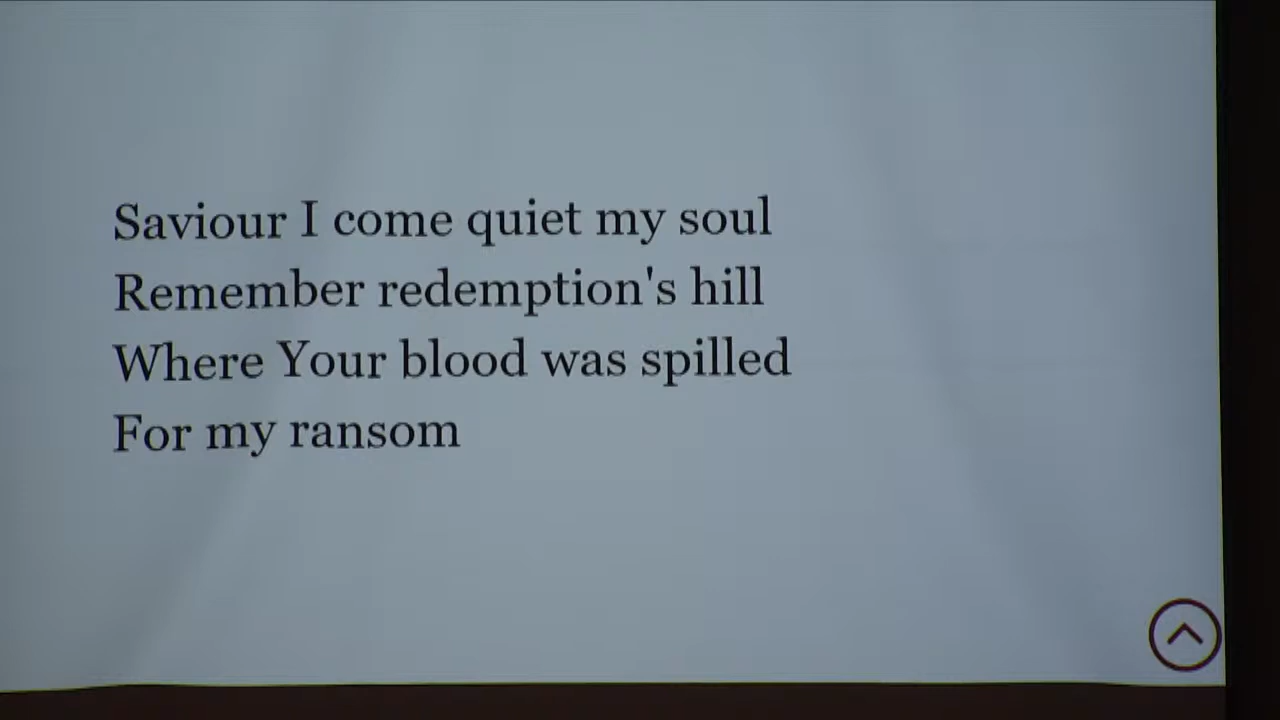 Saviour I come quiet my soul
Remember redemption's hill
Where Your blood was spilled
For my ransom